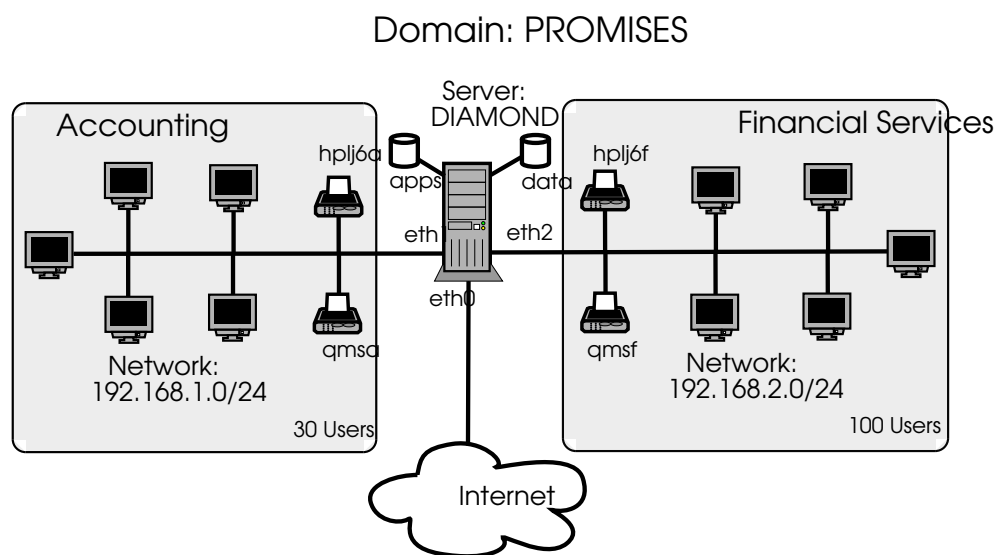 Domain: PROMISES
Server:
DIAMOND
Accounting
Financial Services
hplj6a
apps
data
hplj6f
eth1
eth2
eth0
qmsa
qmsf
Network:
192.168.1.0/24
Network:
192.168.2.0/24
30 Users
100 Users
Internet